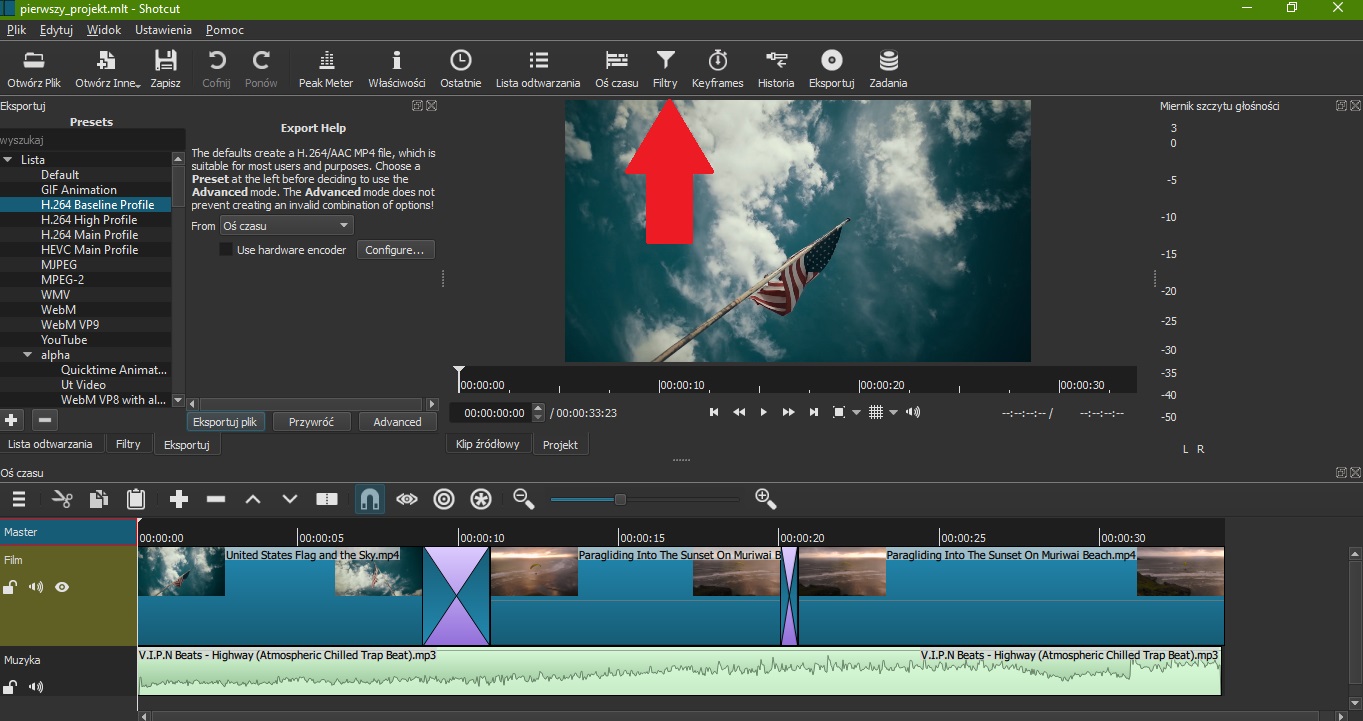 pierwszy_projekt.mlt - Shotcut
Plik Edytuj Widok Ustawienia Pomoc
Otwórz Plik Otwórz Inne... Zapisz Cofnij Ponów Peak Meter Właściwości Ostatnie Lista odtwarzania Oś czasu Filtry Keyframes Historia Eksportuj Zadania
Eksportuj
Presets
wyszukaj
Lista
Default
GIF Animation
H.264 Baseline Profile
H.264 High Profile
H.264 Main Profile
HEVC Main Profile
MJPEG
MPEG-2
WMV
WebM
WebM VP9
YouTube
alpha
Quicktime Animat...
Ut Video
WebM VP8 with al...
Export Help
The defaults create a H.264/AAC MP4 file, which is
suitable for most users and purposes. Choose a
Preset at the left before deciding to use the
Advanced mode. The Advanced mode does not
prevent creating an invalid combination of options!
From Oś czasu
Use hardware encoder Configure...
Eksportuj plik Przywróć Advanced
Lista odtwarzania Filtry Eksportuj
00:00:00 00:00:10 00:00:20 00:00:30
00:00:00:00 / 00:00:33:23 --:--:--:-- / --:--:--:--
Klip źródłowy Projekt
Miernik szczytu głośności
3
0
-5
-10
-15
-20
-25
-30
-35
-40
-50
L R
Oś czasu
Master
00:00:00 00:00:05 00:00:10 00:00:15 00:00:20 00:00:25 00:00:30
Film
United States Flag and the Sky.mp4 Paragliding Into The Sunset On Muriwai B Paragliding Into The Sunset On Muriwai Beach.mp4
Muzyka
V.I.P.N Beats - Highway (Atmospheric Chilled Trap Beat).mp3 V.I.P.N Beats - Highway (Atmospheric Chilled Trap Beat).mp3